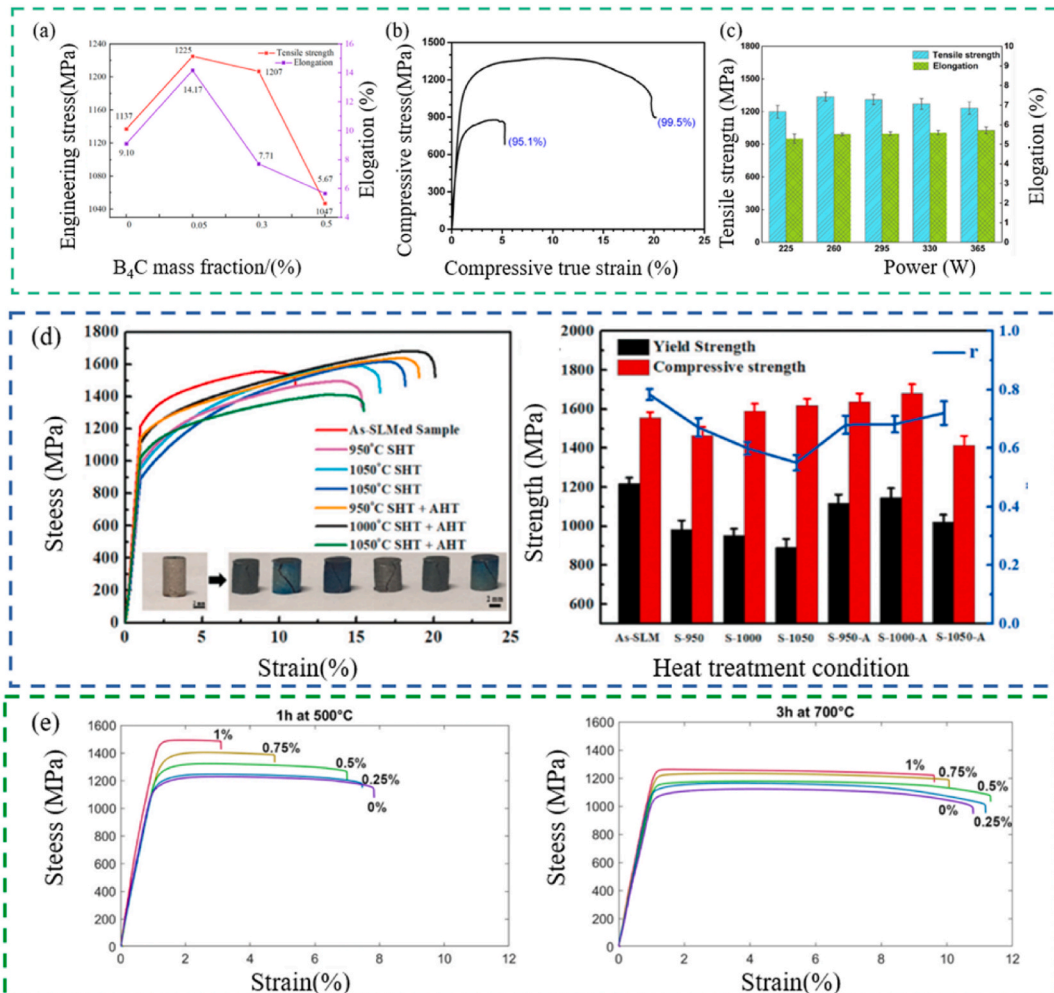 (a)
Engineering stress(MPa)
1240
1200
1160
1120
1080
1040
1137
9.10
1225
14.17
1207
7.71
5.67
1047
Tensile strength
Elongation
16
14
12
10
8
6
4
Elogation (%)
0
0.05
0.3
0.5
B₄C mass fraction/(%)
(b)
Compressive stress(MPa)
1500
1200
900
600
300
0
(95.1%)
(99.5%)
0
5
10
15
20
25
Compressive true strain (%)
(c)
Tensile strengtn (MPa)
1800
1500
1200
900
600
300
0
Tensile strength
Elongation
10
9
8
7
6
5
4
3
2
1
0
Elogation (%)
225
260
295
330
365
Power (W)
(d)
Steess (MPa)
1800
1600
1400
1200
1000
800
600
400
200
0
As-SLMed Sample
950°C SHT
1050°C SHT
1050°C SHT
950°C SHT + AHT
1000°C SHT + AHT
1050°C SHT + AHT
2 mm
0
5
10
15
20
25
Strain(%)
Strength (MPa)
2000
1800
1600
1400
1200
1000
800
600
Yield Strength
Compressive strength
r
1.0
0.8
0.6
0.4
0.2
0.0
As-SLM
S-950
S-1000
S-1050
S-950-A
S-1000-A
S-1050-A
Heat treatment condition
(e)
1h at 500°C
Steess (MPa)
1600
1400
1200
1000
800
600
400
200
0
1%
0.75%
0.5%
0.25%
0%
0
2
4
6
8
10
12
Strain(%)
3h at 700°C
Steess (MPa)
1600
1400
1200
1000
800
600
400
200
0
1%
0.75%
0.5%
0%
0.25%
0
2
4
6
8
10
12
Strain(%)